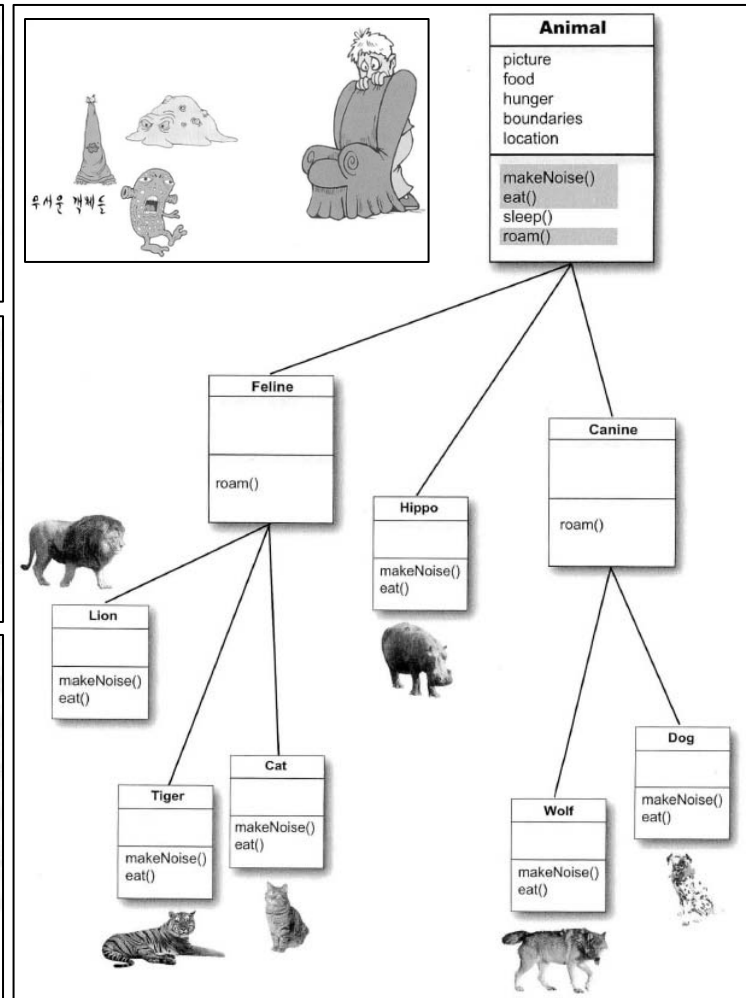 무서운 객체들
Animal
picture
food
hunger
boundaries
location
makeNoise()
eat()
sleep()
roam()
Feline
roam()
Hippo
makeNoise()
eat()
Canine
roam()
Lion
makeNoise()
eat()
Tiger
makeNoise()
eat()
Cat
makeNoise()
eat()
Wolf
makeNoise()
eat()
Dog
makeNoise()
eat()